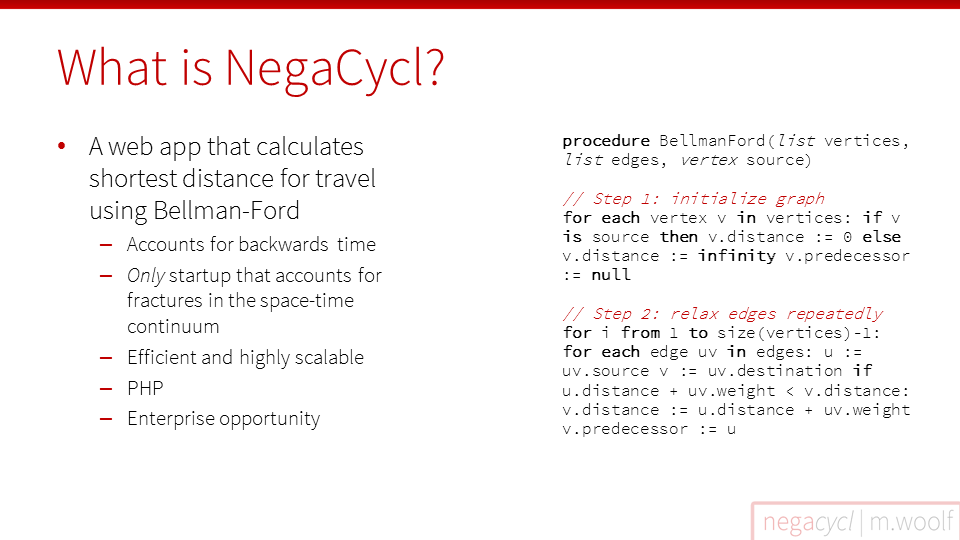 What is NegaCycl?
• A web app that calculates
shortest distance for travel
using Bellman-Ford
– Accounts for backwards time
– Only startup that accounts for
fractures in the space-time
continuum
– Efficient and highly scalable
– PHP
– Enterprise opportunity
procedure BellmanFord(list vertices,
list edges, vertex source)
// Step 1: initialize graph
for each vertex v in vertices: if v
is source then v.distance := 0 else
v.distance := infinity v.predecessor
:= null
// Step 2: relax edges repeatedly
for i from 1 to size(vertices)-1:
for each edge uv in edges: u :=
uv.source v := uv.destination if
u.distance + uv.weight < v.distance:
v.distance := u.distance + uv.weight
v.predecessor := u
negacycl | m.woolf